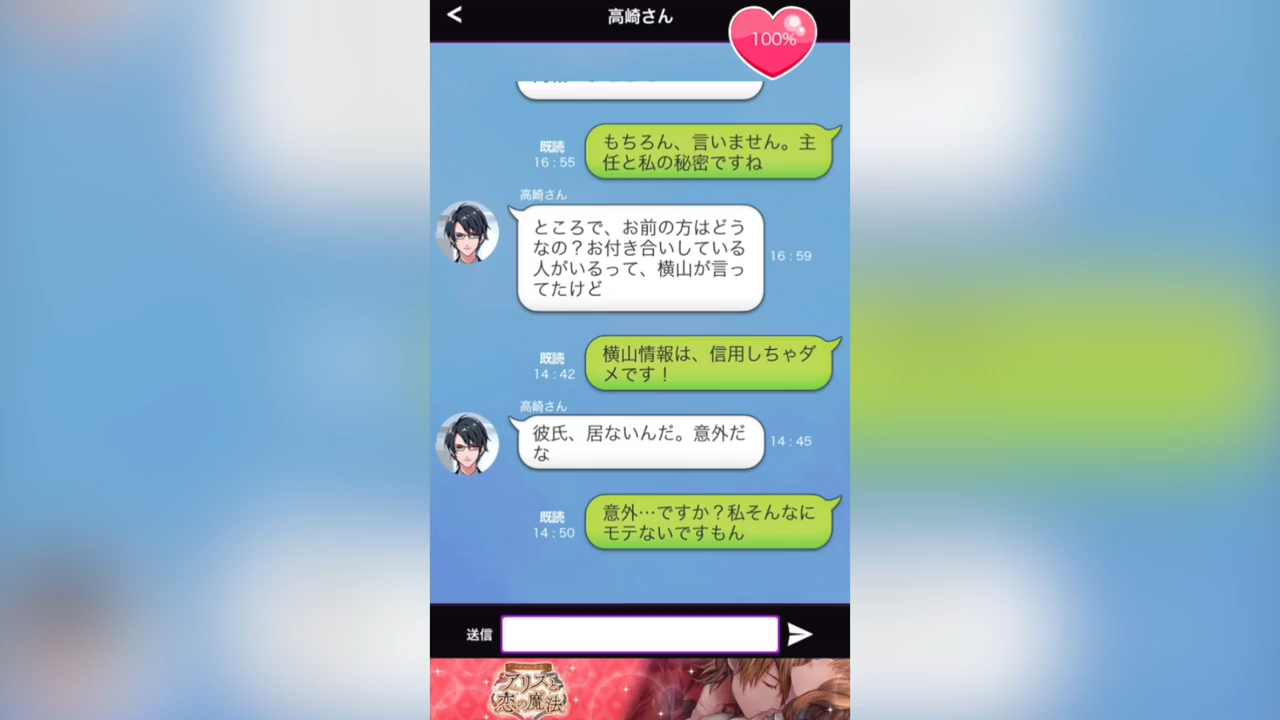 高崎さん
100%
もちろん、言いません。主
任と私の秘密ですね
既読
16:55
高崎さん
ところで、お前の方はどう
なの？お付き合いしている
人がいるって、横山が言っ
てたけど
16:59
横山情報は、信用しちゃダ
メです！
既読
14:42
高崎さん
彼氏、居ないんだ。意外だ
な
14:45
意外…ですか？私そんなに
モテないですもん
既読
14:50
送信
アリスと
恋の魔法